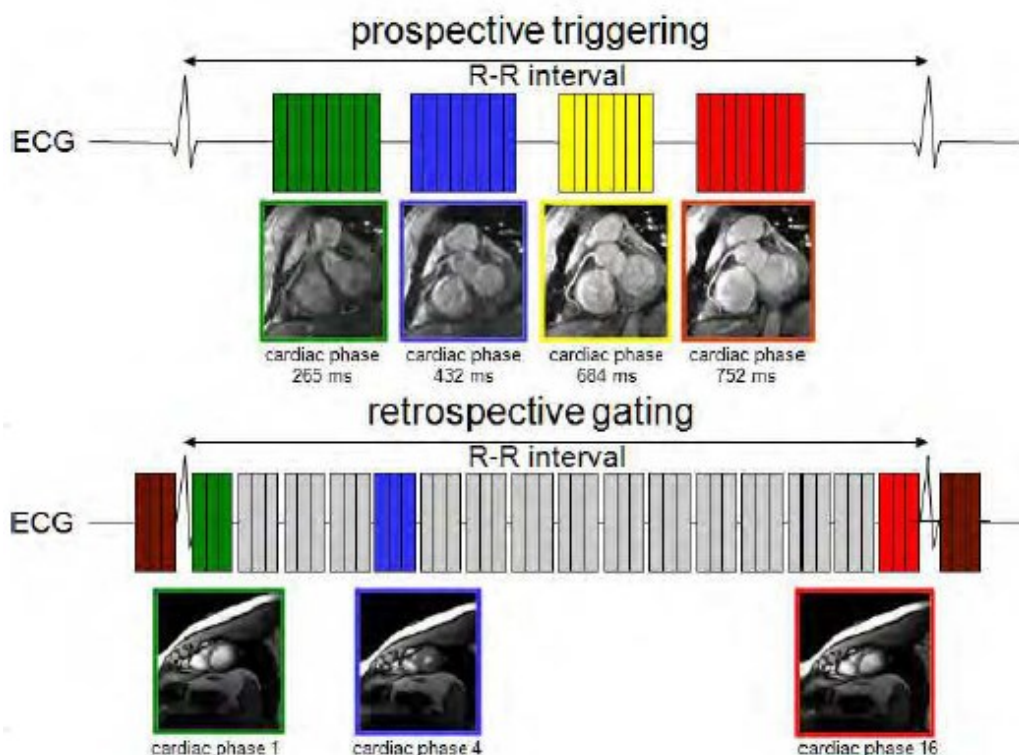 prospective triggering
R-R interval
ECG
cardiac phase
265 ms
cardiac phase
432 ms
cardiac phase
684 ms
cardiac phase
752 ms
retrospective gating
R-R interval
ECG
cardiac phase 1
cardiac phase 4
cardiac phase 16